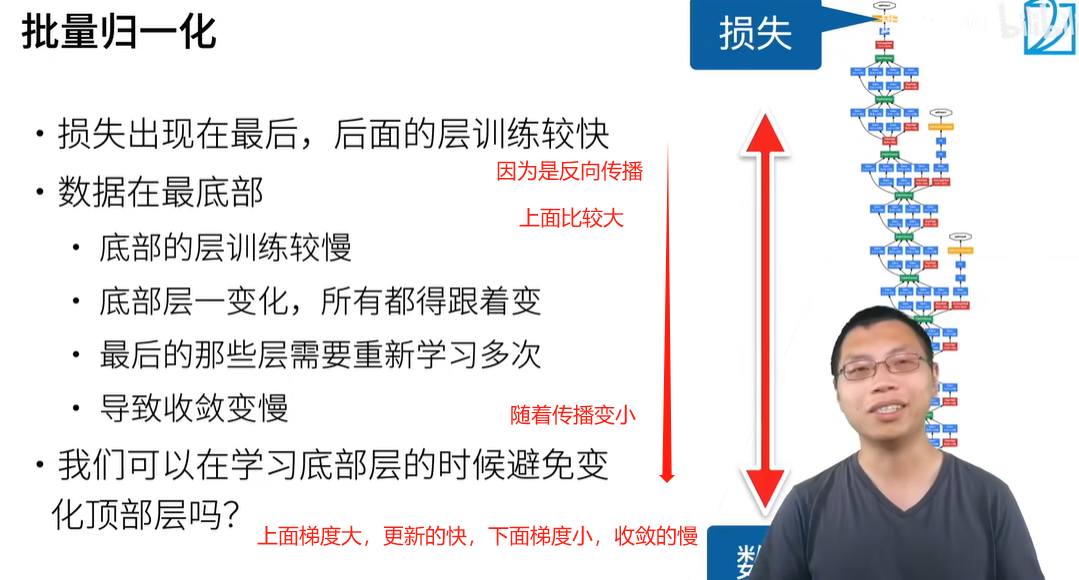 批量归一化
损失
• 损失出现在最后，后面的层训练较快
因为是反向传播
• 数据在最底部
上面比较大
• 底部的层训练较慢
• 底部层一变化，所有都得跟着变
• 最后的那些层需要重新学习多次
• 导致收敛变慢
随着传播变小
• 我们可以在学习底部层的时候避免变
化顶部层吗？
上面梯度大，更新的快，下面梯度小，收敛的慢